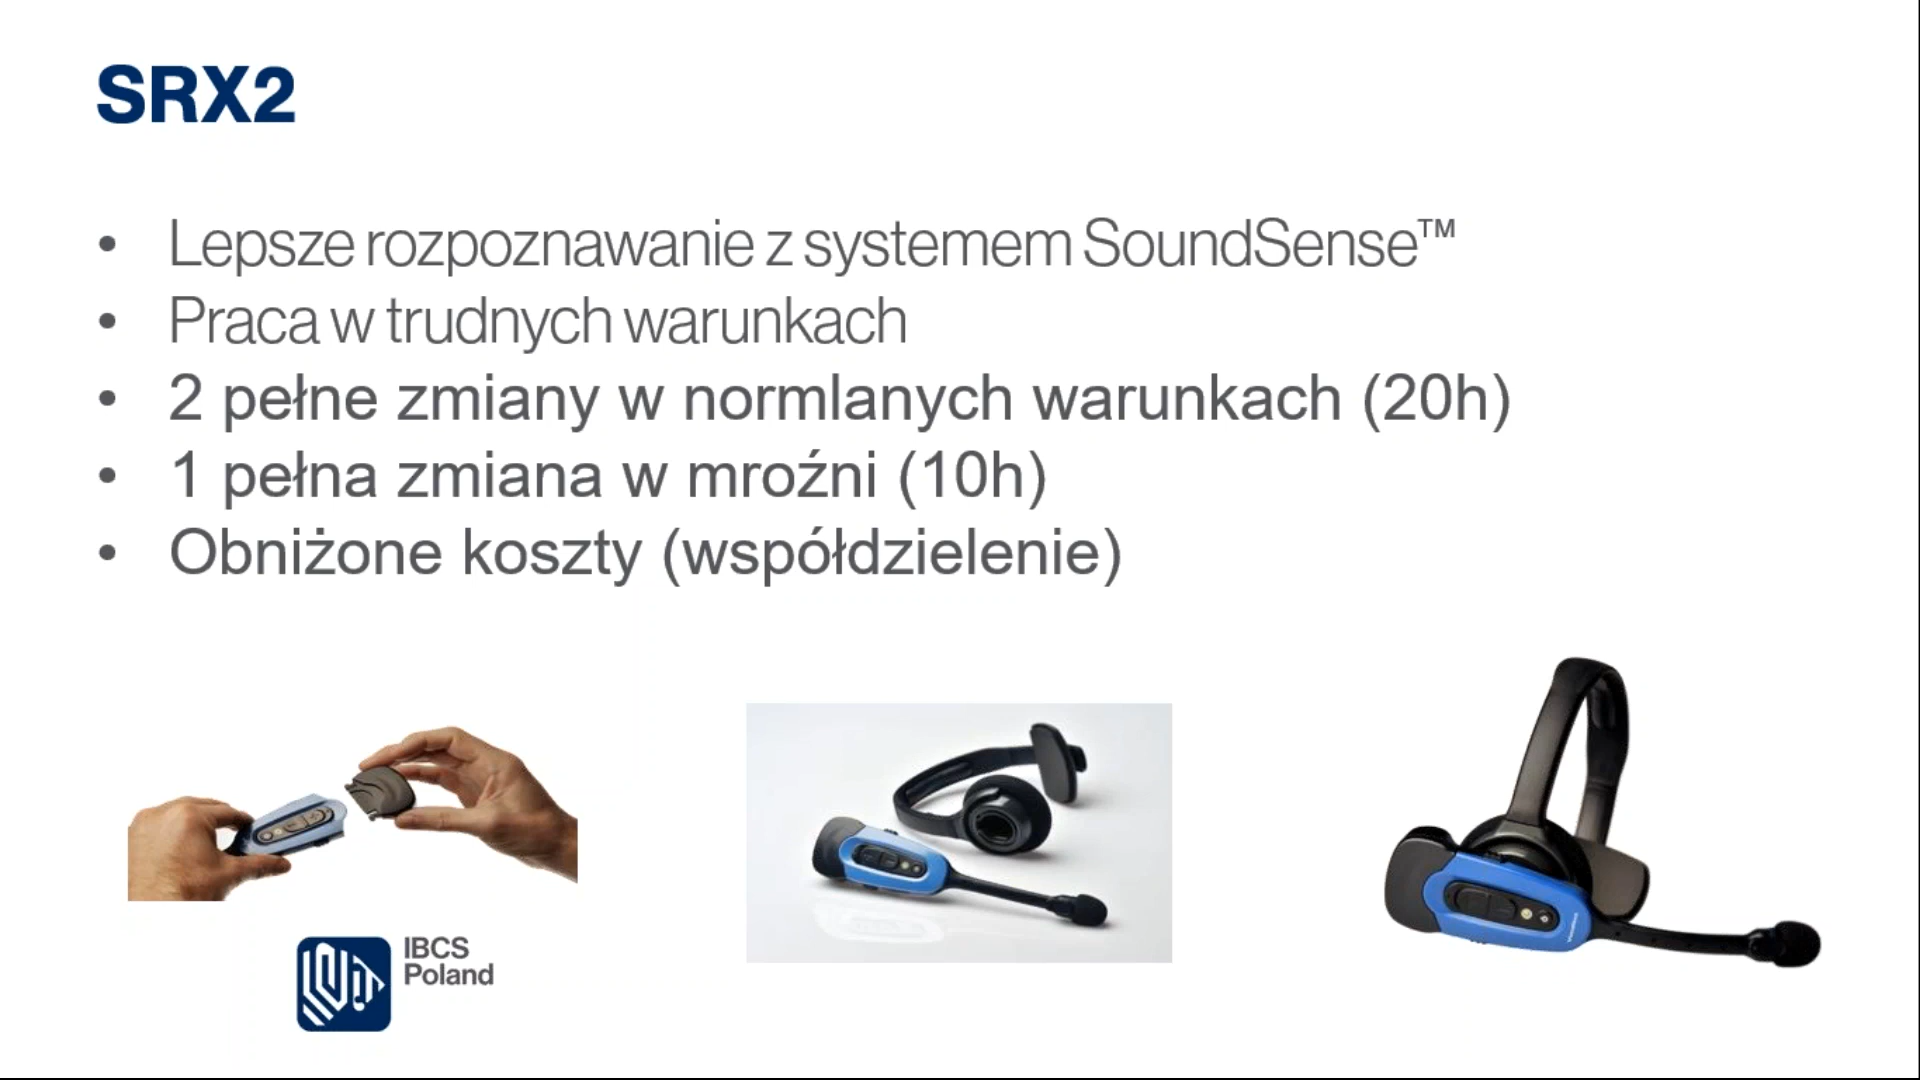 SRX2
• Lepsze rozpoznawanie z systemem SoundSense™
• Praca w trudnych warunkach
• 2 pełne zmiany w normlanych warunkach (20h)
• 1 pełna zmiana w mroźni (10h)
• Obniżone koszty (współdzielenie)
IBCS
Poland